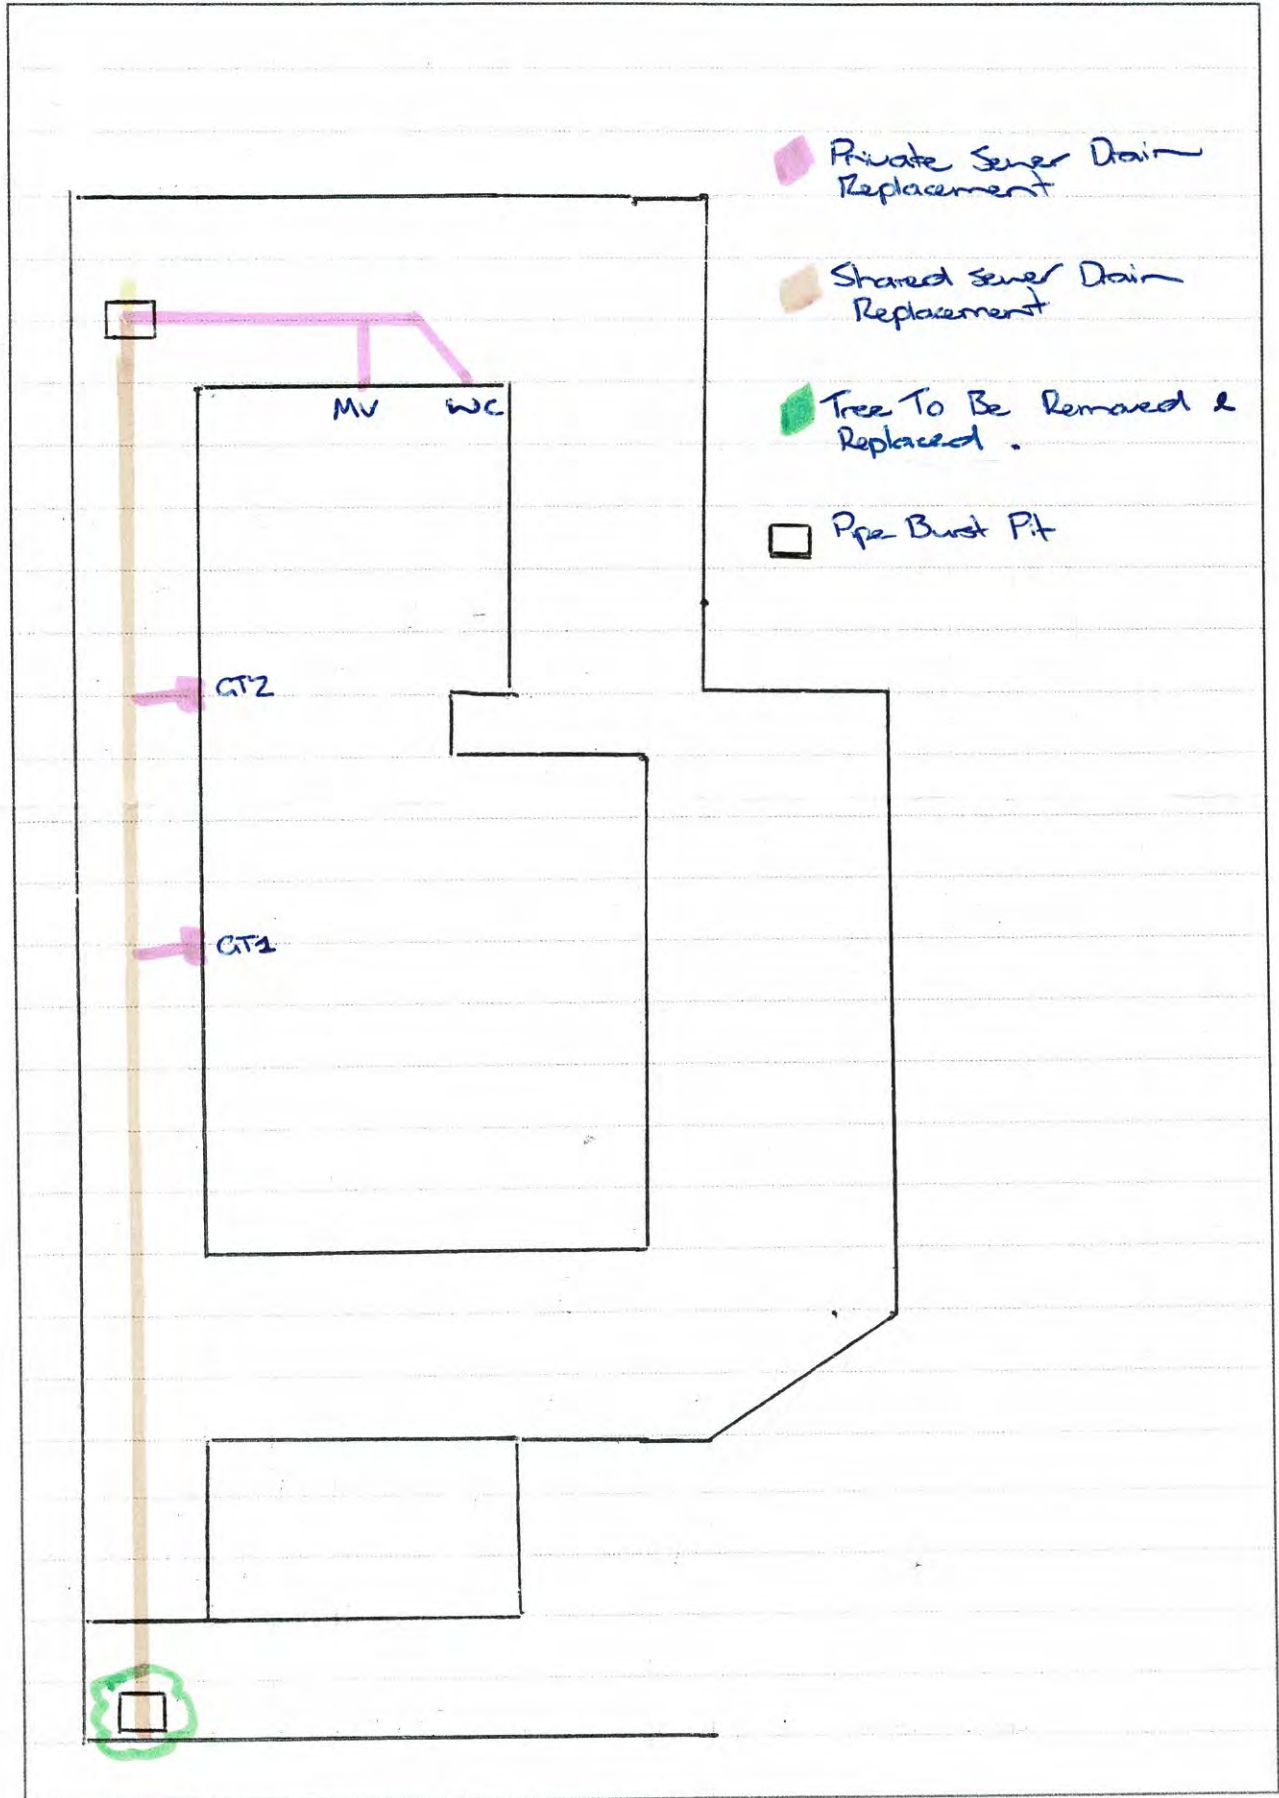 Private Sewer Drain
Replacement
Shared Sewer Drain
Replacement
Tree To Be Removed &
Replaced .
Pipe Burst Pit
MV WC
GT2
GT1